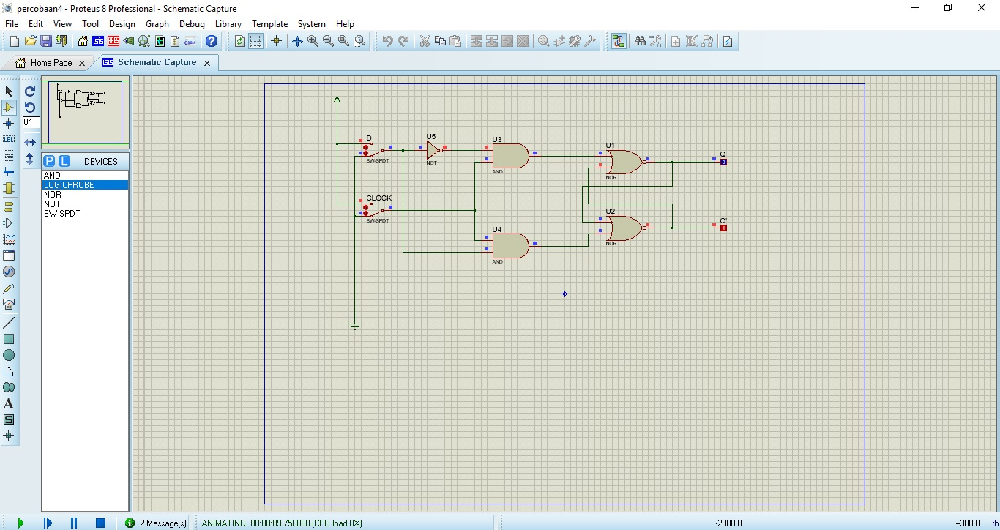 percobaan4 - Proteus 8 Professional - Schematic Capture
File Edit View Tool Design Graph Debug Library Template System Help
Home Page
Schematic Capture
0°
LBL
P L DEVICES
AND
LOGICPROBE
NOR
NOT
SW-SPDT
A
S
D
SW-SPDT
U5
NOT
U3
AND
U1
NOR
Q
0
CLOCK
SW-SPDT
U4
AND
U2
NOR
Q'
1
2 Message(s)
ANIMATING: 00:00:09.750000 (CPU load 0%)
-2800.0
+300.0
th